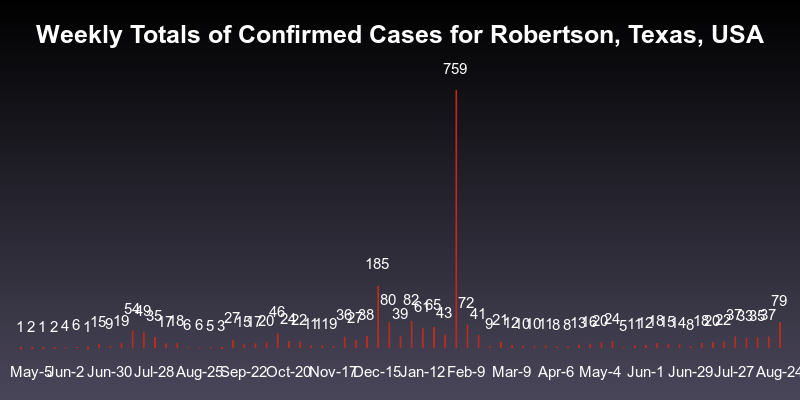 Weekly Totals of Confirmed Cases for Robertson, Texas, USA
1 2 1 2 4 6 1 15 9 19 54 49 35 17 18 6 6 5 3 27 15 17 20 46 24 22 11 11 9 36 27 38 185 80 39 82 61 65 43 759 72 41 9 21 12 10 10 11 8 8 13 16 20 24 5 11 12 18 15 14 8 18 20 22 37 33 35 37 79
May-5 Jun-2 Jun-30 Jul-28 Aug-25 Sep-22 Oct-20 Nov-17 Dec-15 Jan-12 Feb-9 Mar-9 Apr-6 May-4 Jun-1 Jun-29 Jul-27 Aug-24